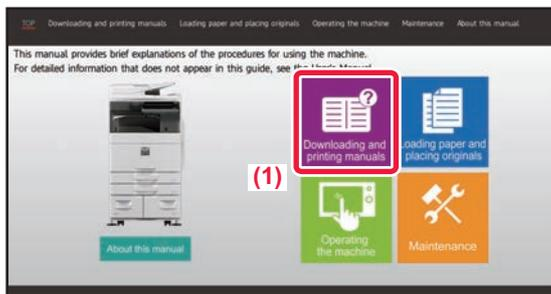 TOP Downloading and printing manuals Loading paper and placing originals Operating the machine Maintenance About this manual
This manual provides brief explanations of the procedures for using the machine.
For detailed information that does not appear in this guide, see the User's Manual
Downloading and
printing manuals
Loading paper and
placing originals
(1)
Operating
the machine
Maintenance
About this manual